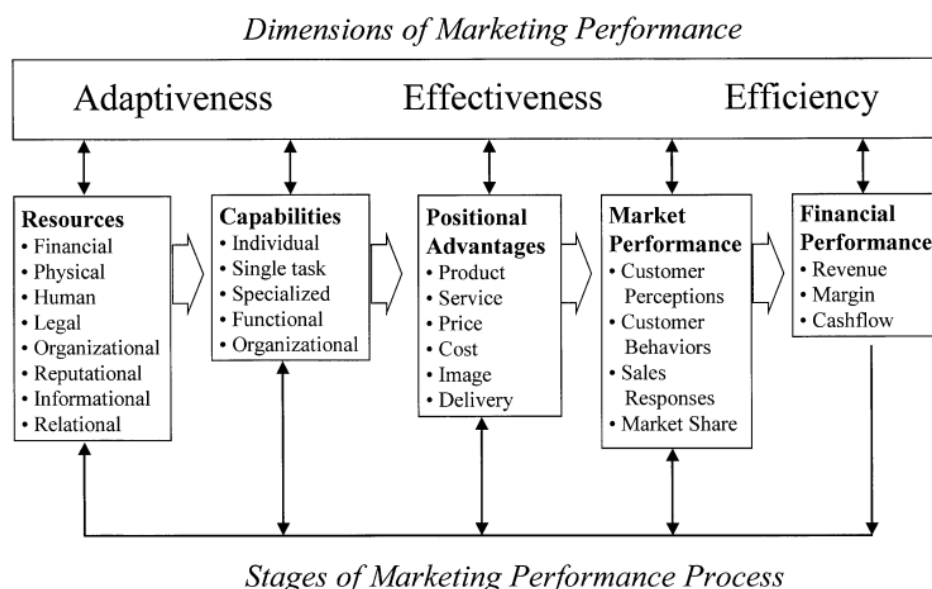 Dimensions of Marketing Performance
Adaptiveness Effectiveness Efficiency
Resources
• Financial
• Physical
• Human
• Legal
• Organizational
• Reputational
• Informational
• Relational
Capabilities
• Individual
• Single task
• Specialized
• Functional
• Organizational
Positional
Advantages
• Product
• Service
• Price
• Cost
• Image
• Delivery
Market
Performance
• Customer
Perceptions
• Customer
Behaviors
• Sales
Responses
• Market Share
Financial
Performance
• Revenue
• Margin
• Cashflow
Stages of Marketing Performance Process